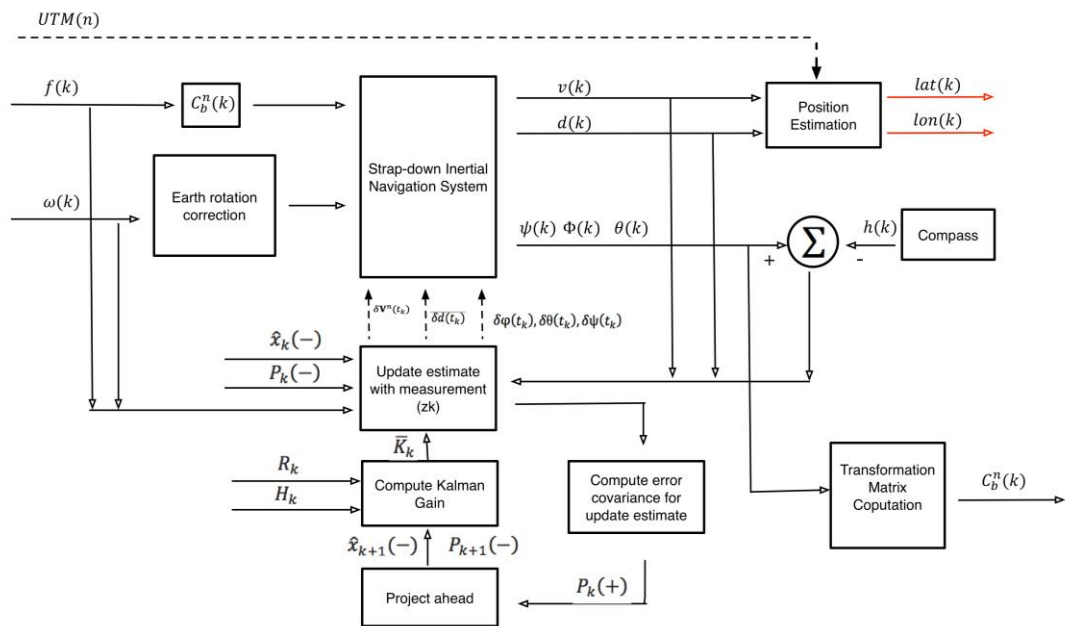 UTM(n)
f(k)
C_b^n(k)
v(k)
d(k)
Position
Estimation
lat(k)
lon(k)
Strap-down Inertial
Navigation System
ω(k)
Earth rotation
correction
ψ(k) Φ(k) θ(k)
+
Σ
-
h(k)
Compass
δV^n(t_k)
δd(t_k)
δφ(t_k),δθ(t_k),δψ(t_k)
x̂_k(−)
P_k(−)
Update estimate
with measurement
(zk)
K̅_k
R_k
H_k
Compute Kalman
Gain
Compute error
covariance for
update estimate
Transformation
Matrix
Coputation
C_b^n(k)
x̂_{k+1}(−) P_{k+1}(−)
Project ahead
P_k(+)